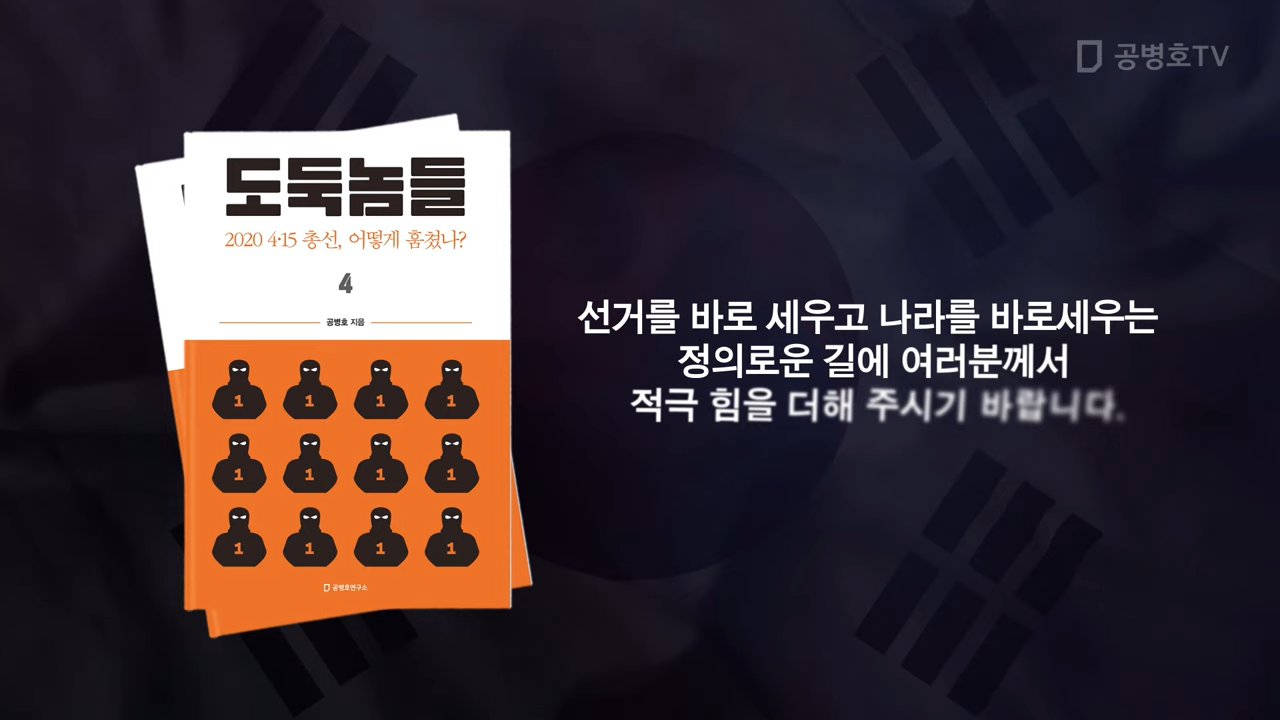 공병호TV
도둑놈들
2020 4·15 총선, 어떻게 훔쳤나?
4
공병호 지음
1 1 1 1
1 1 1 1
1 1 1 1
공병호연구소
선거를 바로 세우고 나라를 바로세우는
정의로운 길에 여러분께서
적극 힘을 더해 주시기 바랍니다.